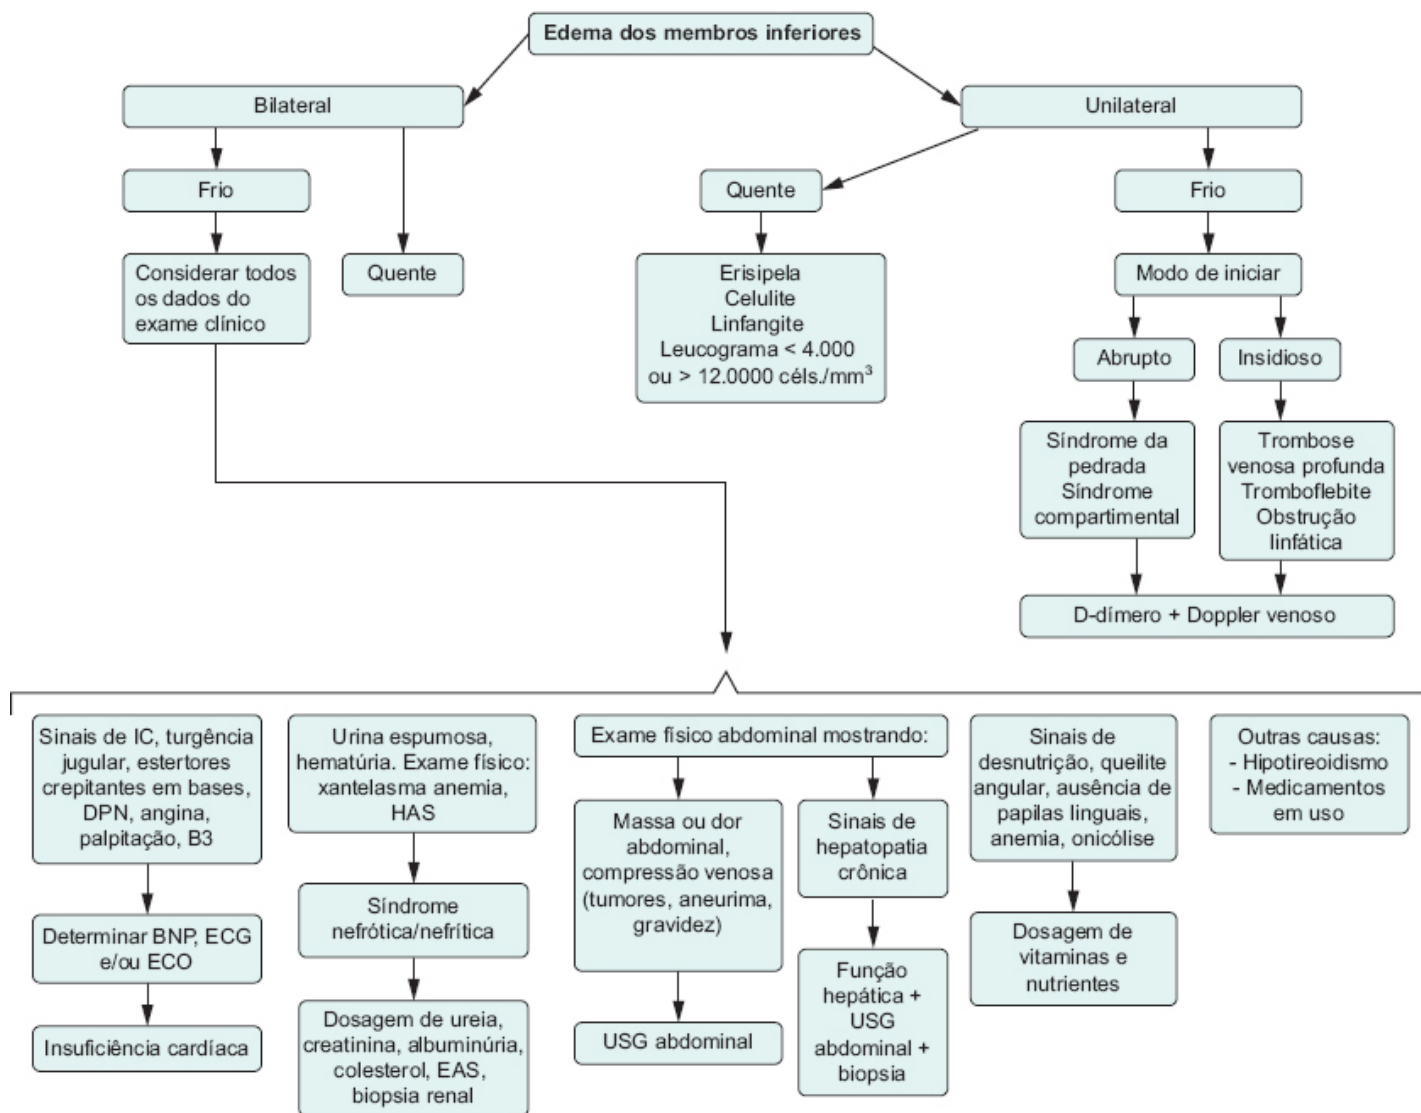 Edema dos membros inferiores
Bilateral
Unilateral
Frio
Quente
Frio
Considerar todos
os dados do
exame clínico
Quente
Erisipela
Celulite
Linfangite
Leucograma < 4.000
ou > 12.0000 céls./mm³
Modo de iniciar
Abrupto
Insidioso
Síndrome da
pedrada
Síndrome
compartimental
Trombose
venosa profunda
Tromboflebite
Obstrução
linfática
D-dímero + Doppler venoso
Sinais de IC, turgência
jugular, estertores
crepitantes em bases,
DPN, angina,
palpitação, B3
Determinar BNP, ECG
e/ou ECO
Insuficiência cardíaca
Urina espumosa,
hematúria. Exame físico:
xantelasma anemia,
HAS
Síndrome
nefrótica/nefrítica
Dosagem de ureia,
creatinina, albuminúria,
colesterol, EAS,
biopsia renal
Exame físico abdominal mostrando:
Massa ou dor
abdominal,
compressão venosa
(tumores, aneurima,
gravidez)
USG abdominal
Sinais de
hepatopatia
crônica
Função
hepática +
USG
abdominal +
biopsia
Sinais de
desnutrição, queilite
angular, ausência de
papilas linguais,
anemia, onicólise
Dosagem de
vitaminas e
nutrientes
Outras causas:
- Hipotireoidismo
- Medicamentos
em uso